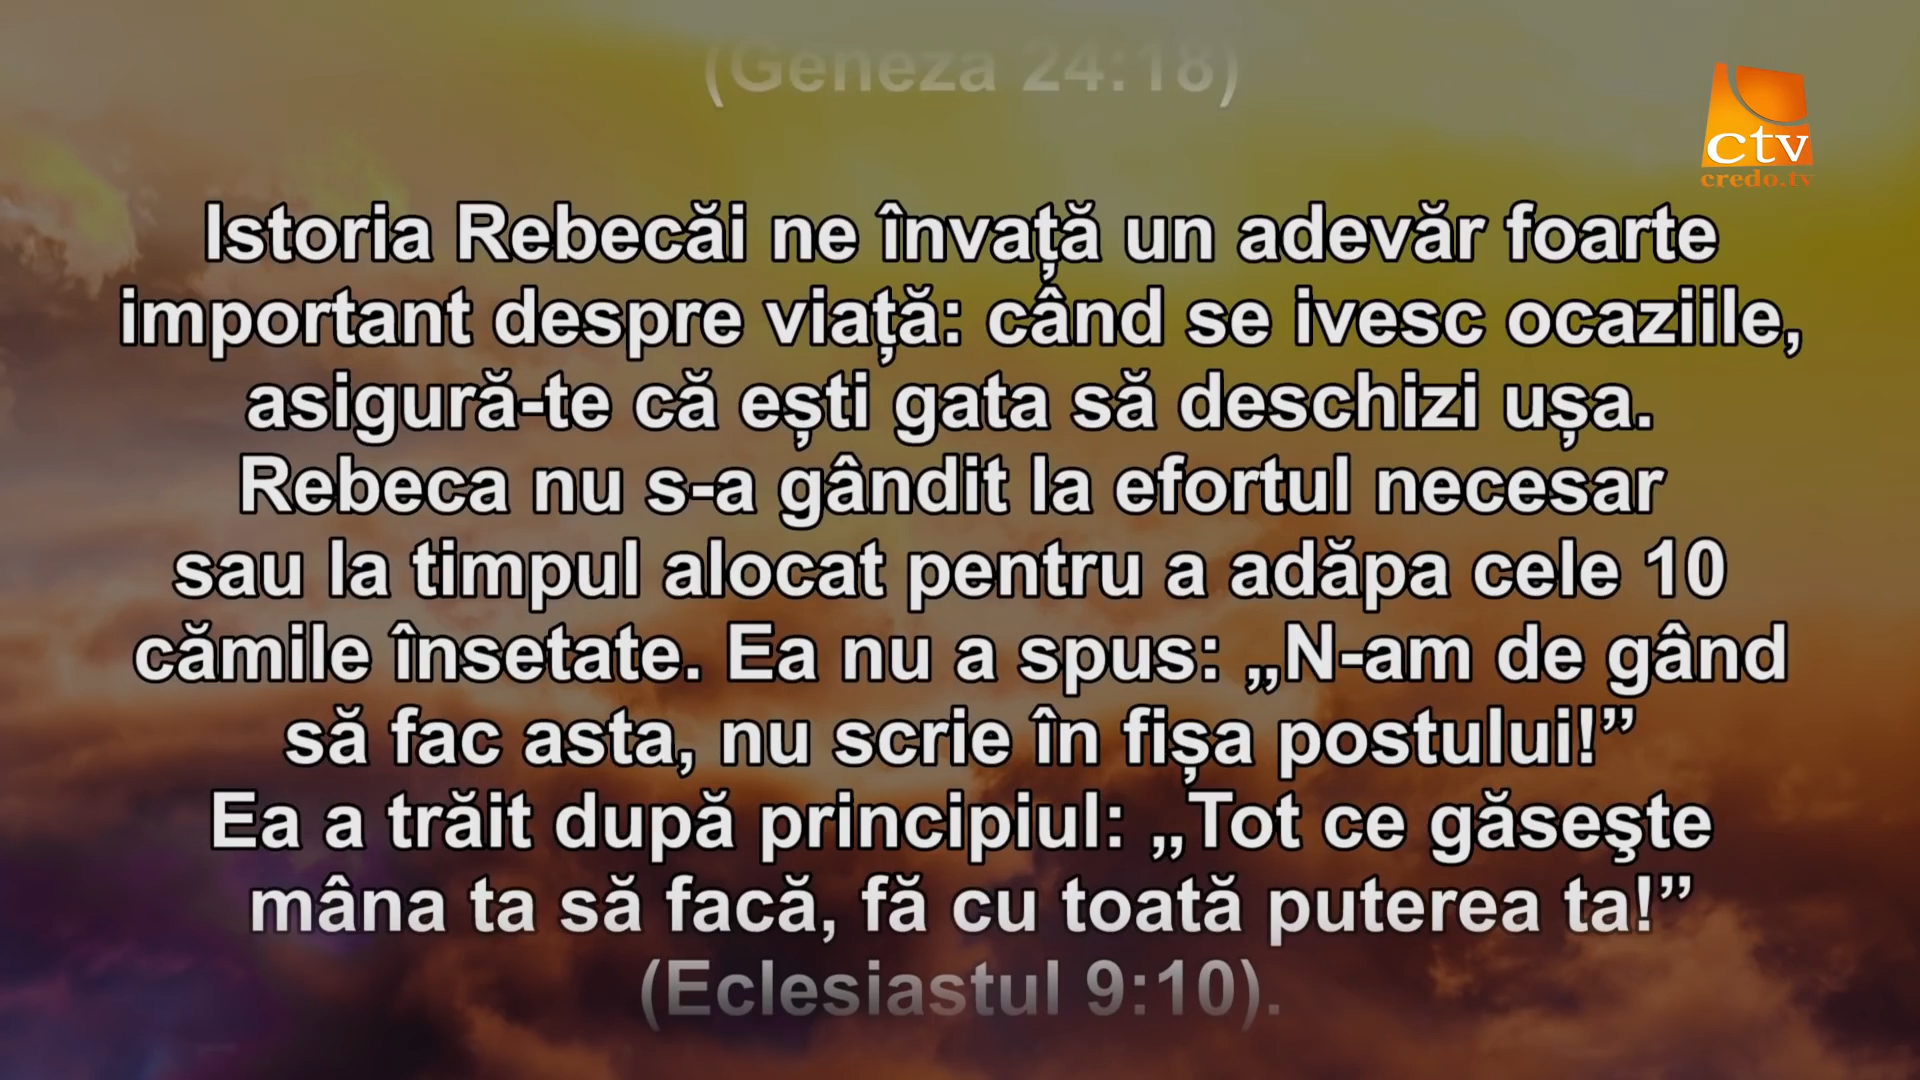 (Geneza 24:18)
ctv
credo.tv
Istoria Rebecăi ne învață un adevăr foarte
important despre viață: când se ivesc ocaziile,
asigură-te că ești gata să deschizi ușa.
Rebeca nu s-a gândit la efortul necesar
sau la timpul alocat pentru a adăpa cele 10
cămile însetate. Ea nu a spus: „N-am de gând
să fac asta, nu scrie în fișa postului!”
Ea a trăit după principiul: „Tot ce găseşte
mâna ta să facă, fă cu toată puterea ta!”
(Eclesiastul 9:10).